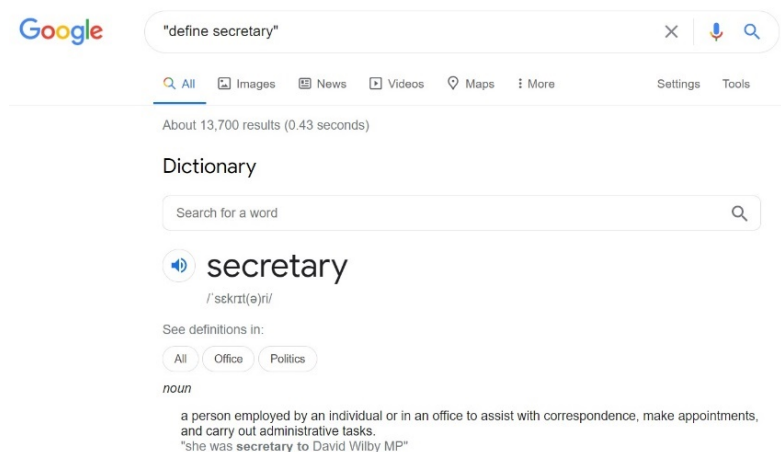 Google "define secretary"
All Images News Videos Maps More Settings Tools
About 13,700 results (0.43 seconds)
Dictionary
Search for a word
secretary
/ˈsɛkrɪt(ə)ri/
See definitions in:
All Office Politics
noun
a person employed by an individual or in an office to assist with correspondence, make appointments,
and carry out administrative tasks.
"she was secretary to David Wilby MP"